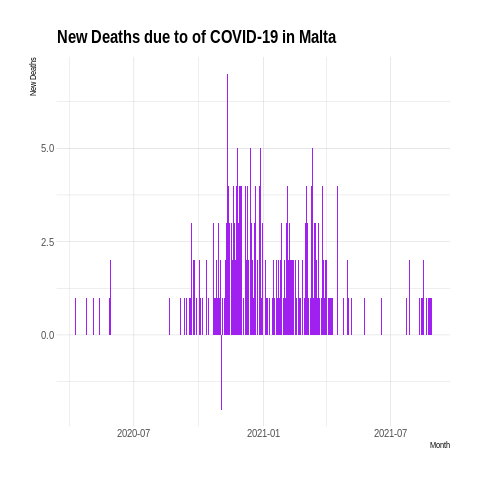 New Deaths due to of COVID-19 in Malta
New Deaths
5.0
2.5
0.0
2020-07
2021-01
2021-07
Month